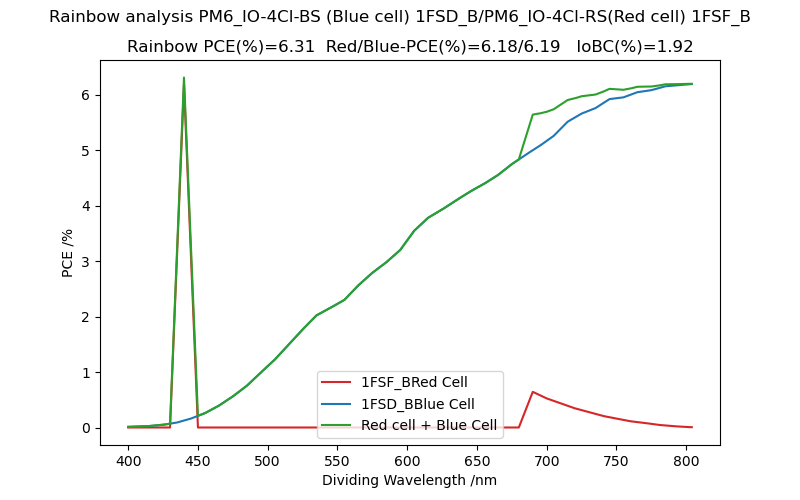 Rainbow analysis PM6_IO-4Cl-BS (Blue cell) 1FSD_B/PM6_IO-4Cl-RS(Red cell) 1FSF_B
Rainbow PCE(%)=6.31  Red/Blue-PCE(%)=6.18/6.19   IoBC(%)=1.92
PCE /%
6
5
4
3
2
1
0
1FSF_BRed Cell
1FSD_BBlue Cell
Red cell + Blue Cell
400 450 500 550 600 650 700 750 800
Dividing Wavelength /nm